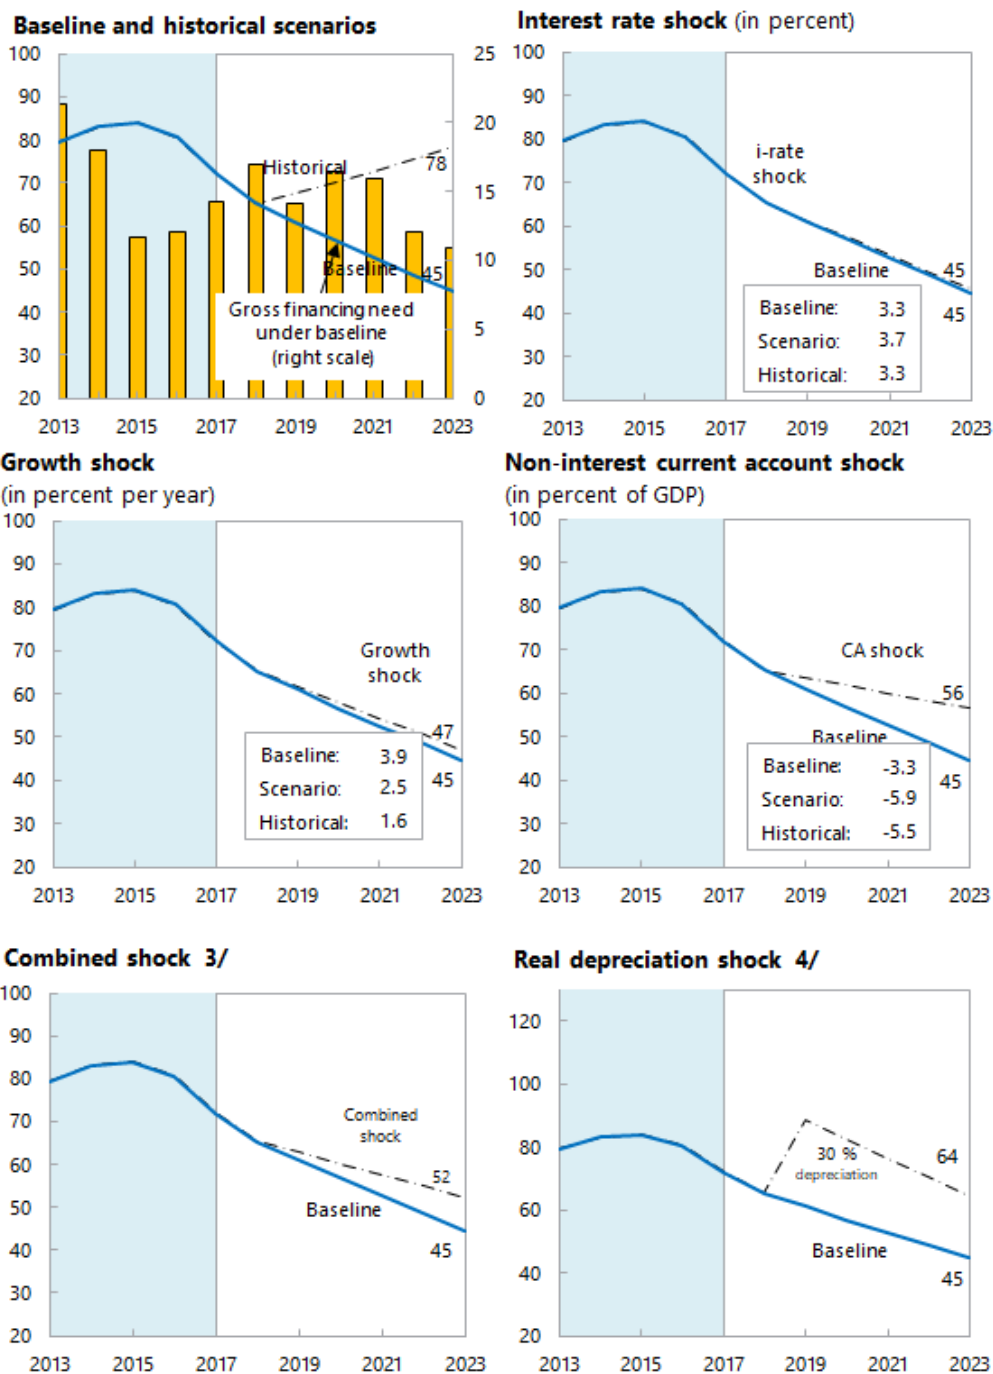 Baseline and historical scenarios
100
90
80
70
60
50
40
30
20
25
20
15
10
5
0
Historical
78
Baseline
45
Gross financing need
under baseline
(right scale)
2013 2015 2017 2019 2021 2023
Interest rate shock (in percent)
100
90
80
70
60
50
40
30
20
i-rate
shock
Baseline
45
45
Baseline: 3.3
Scenario: 3.7
Historical: 3.3
2013 2015 2017 2019 2021 2023
Growth shock
(in percent per year)
100
90
80
70
60
50
40
30
20
Growth
shock
47
45
Baseline: 3.9
Scenario: 2.5
Historical: 1.6
2013 2015 2017 2019 2021 2023
Non-interest current account shock
(in percent of GDP)
100
90
80
70
60
50
40
30
20
CA shock
56
Baseline
45
Baseline: -3.3
Scenario: -5.9
Historical: -5.5
2013 2015 2017 2019 2021 2023
Combined shock 3/
100
90
80
70
60
50
40
30
20
Combined
shock
52
Baseline
45
2013 2015 2017 2019 2021 2023
Real depreciation shock 4/
120
100
80
60
40
20
30 %
depreciation
64
Baseline
45
2013 2015 2017 2019 2021 2023